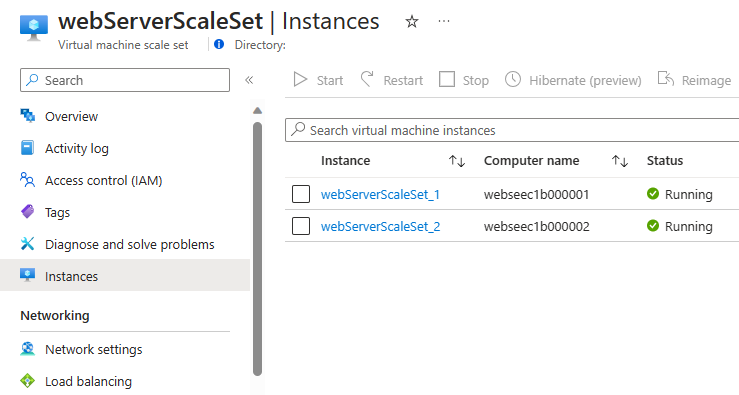 webServerScaleSet | Instances ☆ ···
Virtual machine scale set Directory:
Search «
Start Restart Stop Hibernate (preview) Reimage
Overview
Activity log
Access control (IAM)
Tags
Diagnose and solve problems
Instances
Networking
Network settings
Load balancing
Search virtual machine instances
Instance ↑↓ Computer name ↑↓ Status
webServerScaleSet_1 webseec1b000001 Running
webServerScaleSet_2 webseec1b000002 Running